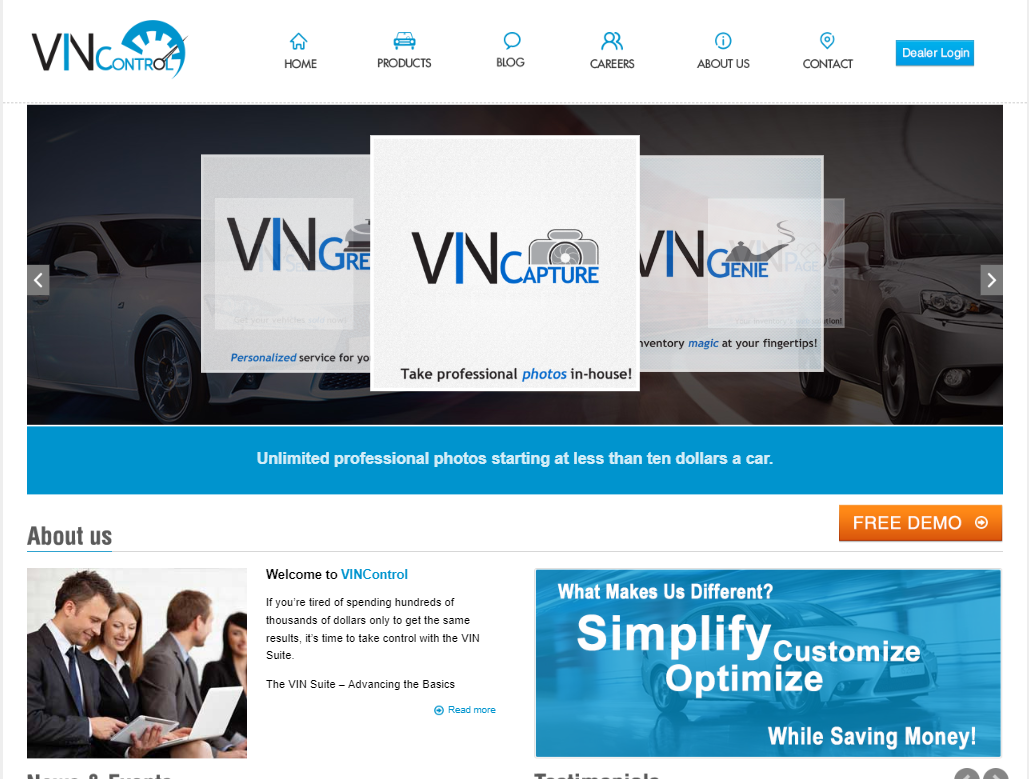 VINCONTROL
HOME
PRODUCTS
BLOG
CAREERS
ABOUT US
CONTACT
Dealer Login
VINGRE
Personalized service for yo
VINCAPTURE
Take professional photos in-house!
VINGENIE
PAGE
nventory magic at your fingertips!
Unlimited professional photos starting at less than ten dollars a car.
FREE DEMO
About us
Welcome to VINControl
If you're tired of spending hundreds of
thousands of dollars only to get the same
results, it's time to take control with the VIN
Suite.
The VIN Suite – Advancing the Basics
Read more
What Makes Us Different?
Simplify
Customize
Optimize
While Saving Money!
News & Events
Testimonials